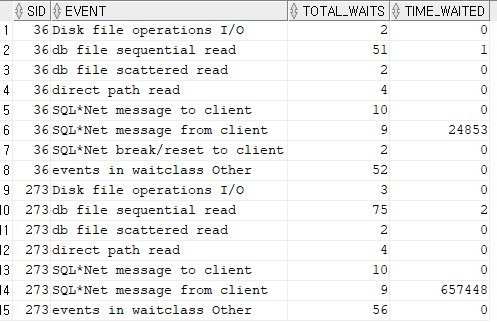 SID EVENT TOTAL_WAITS TIME_WAITED
1 36 Disk file operations I/O 2 0
2 36 db file sequential read 51 1
3 36 db file scattered read 2 0
4 36 direct path read 4 0
5 36 SQL*Net message to client 10 0
6 36 SQL*Net message from client 9 24853
7 36 SQL*Net break/reset to client 2 0
8 36 events in waitclass Other 52 0
9 273 Disk file operations I/O 3 0
10 273 db file sequential read 75 2
11 273 db file scattered read 2 0
12 273 direct path read 4 0
13 273 SQL*Net message to client 10 0
14 273 SQL*Net message from client 9 657448
15 273 events in waitclass Other 56 0